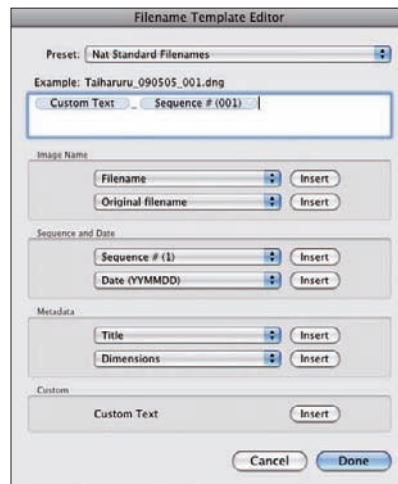 Filename Template Editor
Preset: Nat Standard Filenames
Example: Taiharuru_090505_001.dng
Custom Text _ Sequence # (001)
Image Name
Filename Insert
Original filename Insert
Sequence and Date
Sequence # (1) Insert
Date (YYMMDD) Insert
Metadata
Title Insert
Dimensions Insert
Custom
Custom Text Insert
Cancel Done